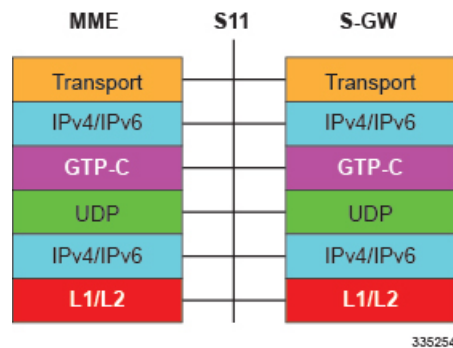 MME S11 S-GW
Transport Transport
IPv4/IPv6 IPv4/IPv6
GTP-C GTP-C
UDP UDP
IPv4/IPv6 IPv4/IPv6
L1/L2 L1/L2
335254